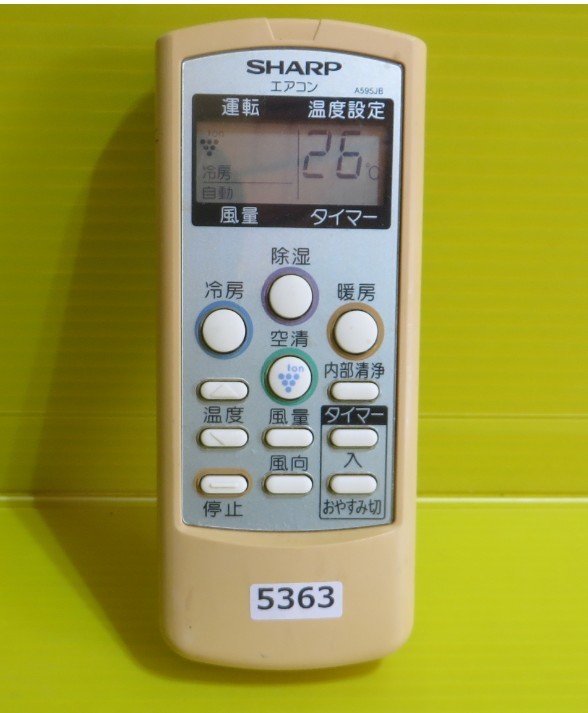 SHARP
エアコン
A595JB
運転 温度設定
ion
冷房 26℃
自動
風量 タイマー
除湿
冷房 暖房
空清
ion 内部清浄
温度 風量 タイマー
風向 入
停止 おやすみ切
5363